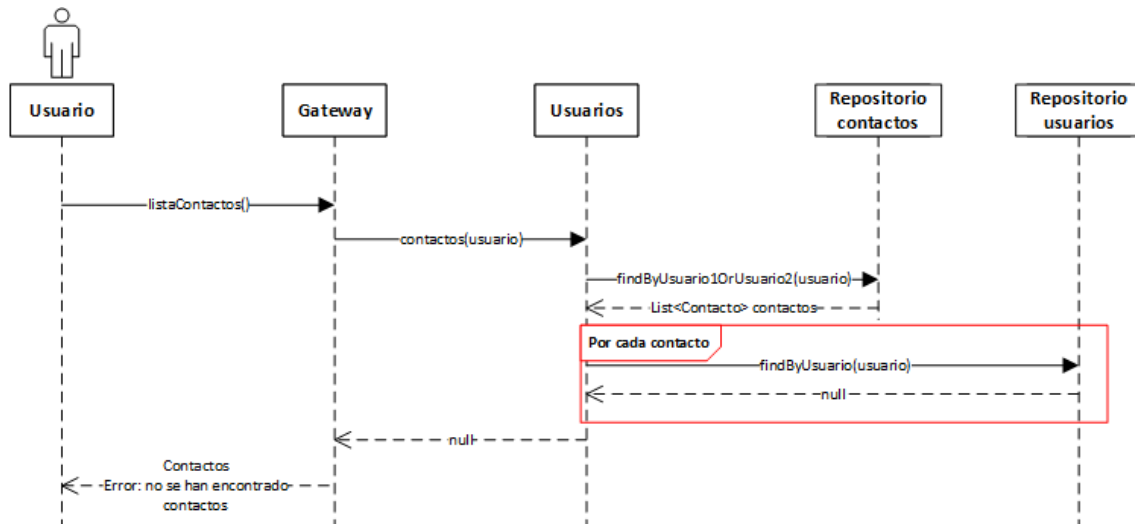 Usuario
Gateway
Usuarios
Repositorio
contactos
Repositorio
usuarios
listaContactos()
contactos(usuario)
findByUsuario1OrUsuario2(usuario)
List<Contacto> contactos
Por cada contacto
findByUsuario(usuario)
null
null
Contactos
Error: no se han encontrado
contactos